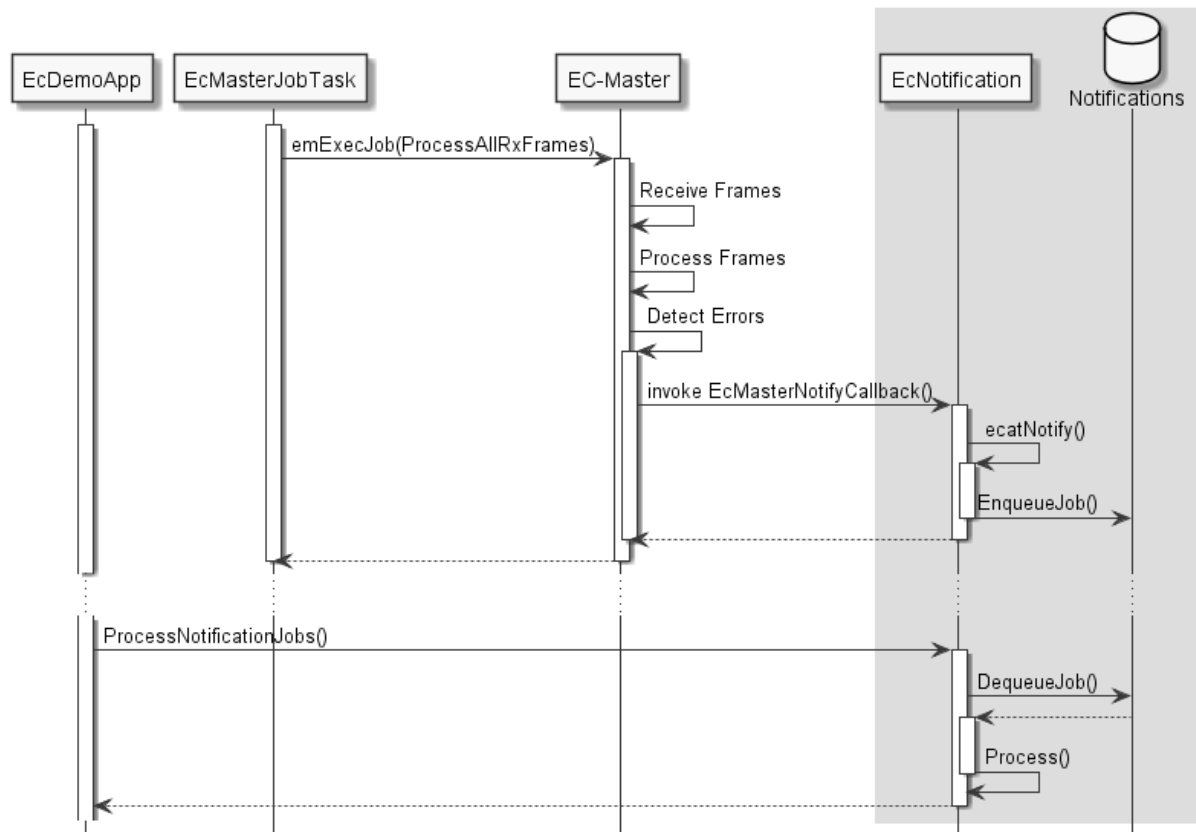 EcDemoApp
EcMasterJobTask
EC-Master
EcNotification
Notifications
emExecJob(ProcessAllRxFrames)
Receive Frames
Process Frames
Detect Errors
invoke EcMasterNotifyCallback()
ecatNotify()
EnqueueJob()
ProcessNotificationJobs()
DequeueJob()
Process()